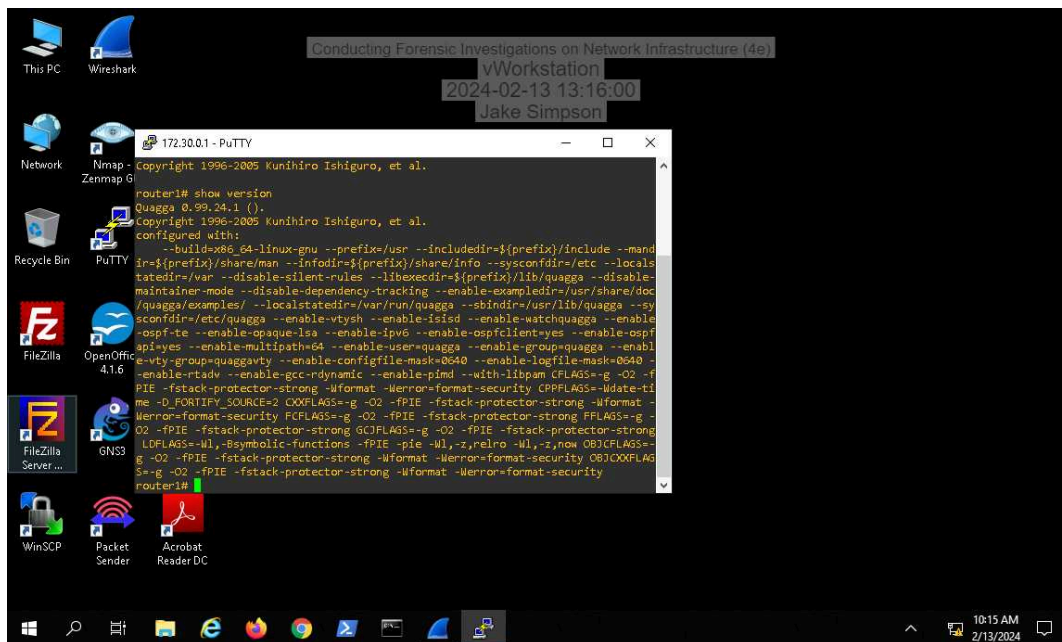 Conducting Forensic Investigations on Network Infrastructure (4e)
vWorkstation
2024-02-13 13:16:00
Jake Simpson
This PC
Wireshark
Network
Nmap -
Zenmap G
Recycle Bin
PuTTY
FileZilla
OpenOffic
4.1.6
FileZilla
Server ...
GNS3
WinSCP
Packet
Sender
Acrobat
Reader DC
172.30.0.1 - PuTTY
Copyright 1996-2005 Kunihiro Ishiguro, et al.
router1# show version
Quagga 0.99.24.1 ().
Copyright 1996-2005 Kunihiro Ishiguro, et al.
configured with:
--build=x86_64-linux-gnu --prefix=/usr --includedir=${prefix}/include --mand
ir=${prefix}/share/man --infodir=${prefix}/share/info --sysconfdir=/etc --locals
tatedir=/var --disable-silent-rules --libexecdir=${prefix}/lib/quagga --disable-
maintainer-mode --disable-dependency-tracking --enable-exampledir=/usr/share/doc
/quagga/examples/ --localstatedir=/var/run/quagga --sbindir=/usr/lib/quagga --sy
sconfdir=/etc/quagga --enable-vtysh --enable-isisd --enable-watchquagga --enable
-ospf-te --enable-opaque-lsa --enable-ipv6 --enable-ospfclient=yes --enable-ospf
api=yes --enable-multipath=64 --enable-user=quagga --enable-group=quagga --enabl
e-vty-group=quaggavty --enable-configfile-mask=0640 --enable-logfile-mask=0640 -
-enable-rtadv --enable-gcc-rdynamic --enable-pimd --with-libpam CFLAGS=-g -O2 -f
PIE -fstack-protector-strong -Wformat -Werror=format-security CPPFLAGS=-Wdate-ti
me -D_FORTIFY_SOURCE=2 CXXFLAGS=-g -O2 -fPIE -fstack-protector-strong -Wformat -
Werror=format-security FCFLAGS=-g -O2 -fPIE -fstack-protector-strong FFLAGS=-g -
O2 -fPIE -fstack-protector-strong GCJFLAGS=-g -O2 -fPIE -fstack-protector-strong
LDFLAGS=-Wl,-Bsymbolic-functions -fPIE -pie -Wl,-z,relro -Wl,-z,now OBJCFLAGS=-
g -O2 -fPIE -fstack-protector-strong -Wformat -Werror=format-security OBJCXXFLAG
S=-g -O2 -fPIE -fstack-protector-strong -Wformat -Werror=format-security
router1#
10:15 AM
2/13/2024